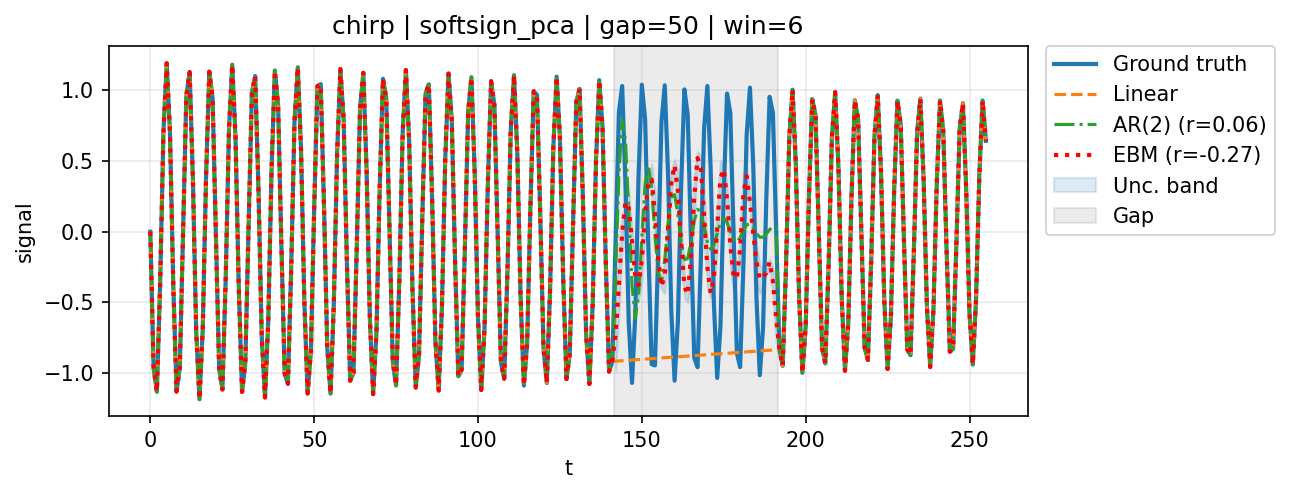 chirp | softsign_pca | gap=50 | win=6
signal
1.0
0.5
0.0
−0.5
−1.0
0
50
100
150
200
250
t
Ground truth
Linear
AR(2) (r=0.06)
EBM (r=-0.27)
Unc. band
Gap